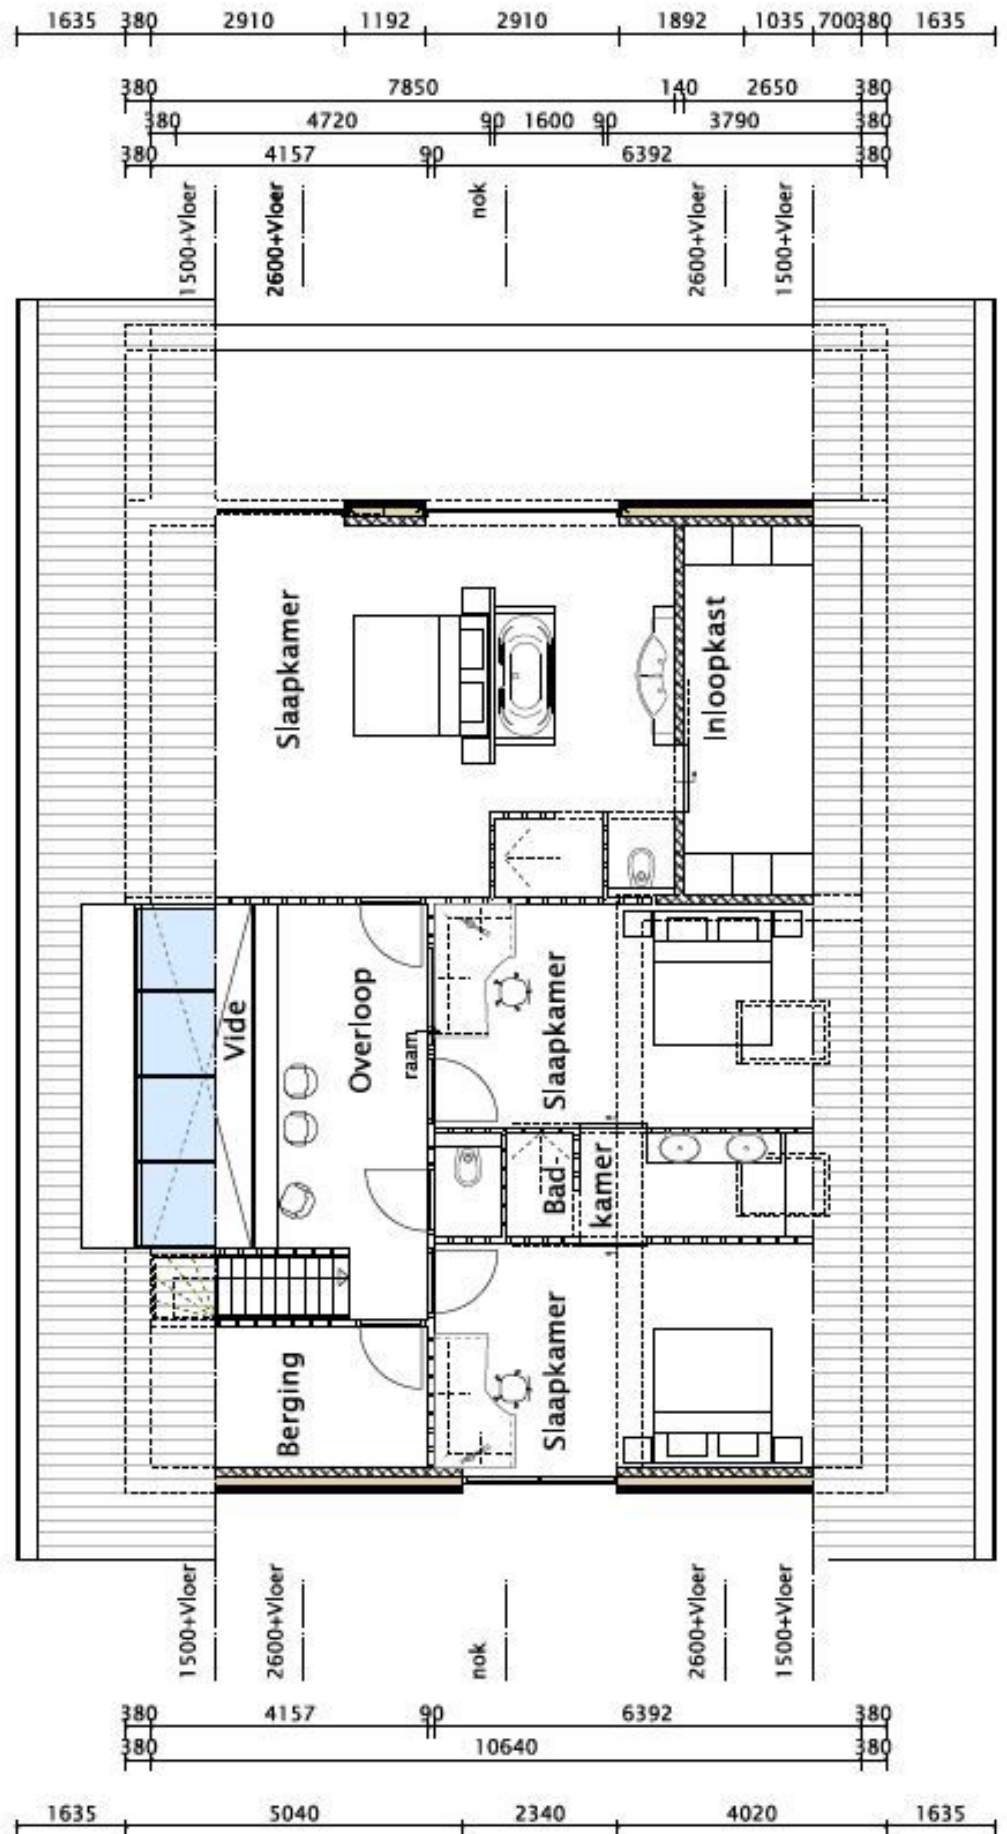 1635 380 2910 1192 2910 1892 1035 700 380 1635
380 7850 140 2650 380
380 4720 90 1600 90 3790 380
380 4157 90 6392 380
1500+Vloer 2600+Vloer nok 2600+Vloer 1500+Vloer
Slaapkamer
Inloopkast
Vide
Overloop
raam
Slaapkamer
Bad
kamer
Berging
Slaapkamer
1500+Vloer 2600+Vloer nok 2600+Vloer 1500+Vloer
380 4157 90 6392 380
380 10640 380
1635 5040 2340 4020 1635